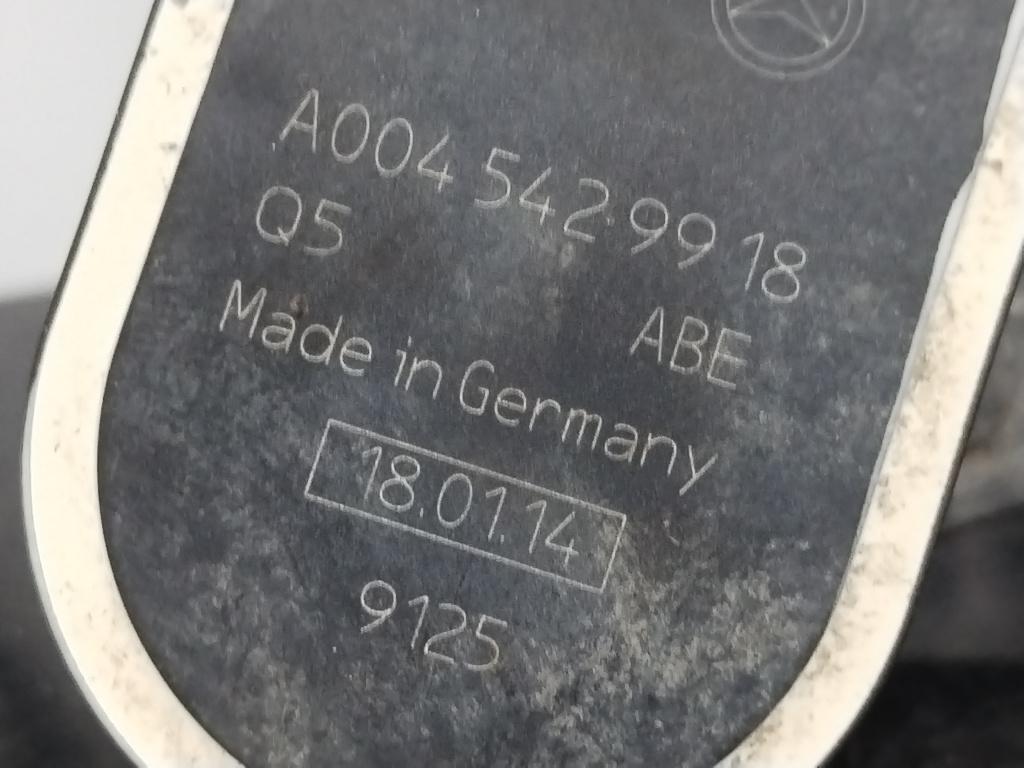 A004 542 99 18
Q5
ABE
Made in Germany
18.01.14
9125